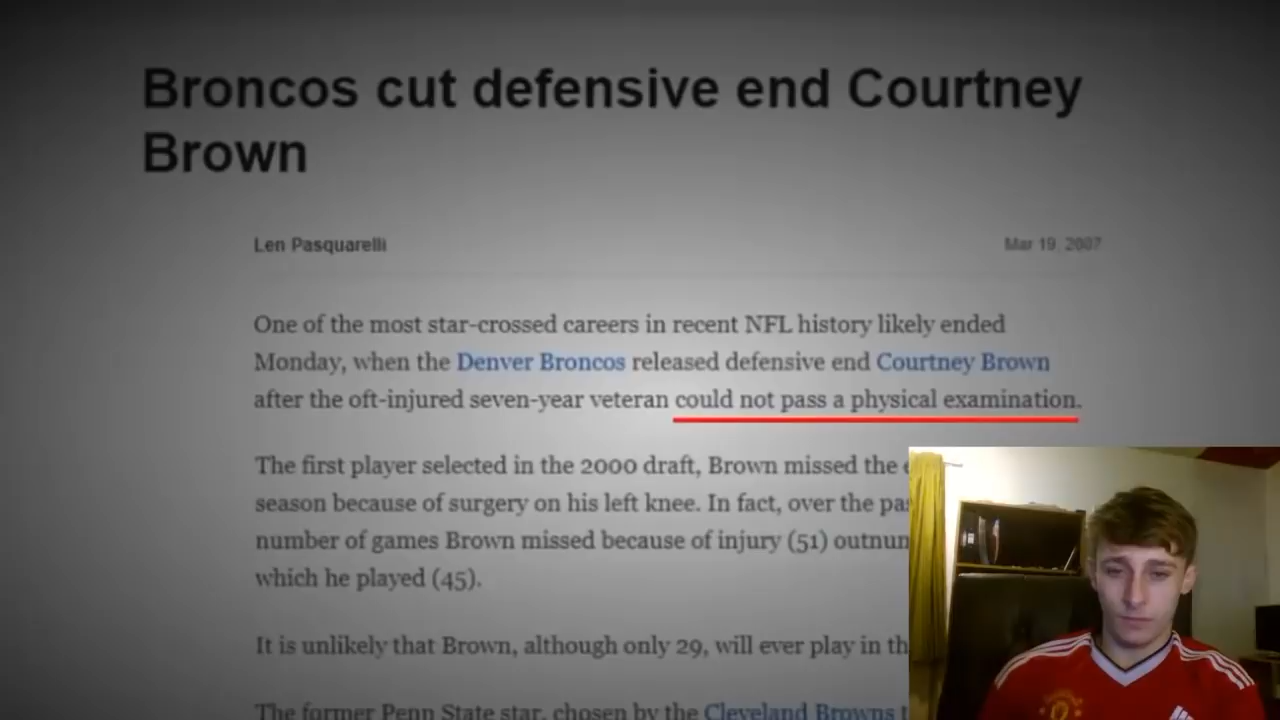 Broncos cut defensive end Courtney
Brown
Len Pasquarelli
Mar 19, 2007
One of the most star-crossed careers in recent NFL history likely ended
Monday, when the Denver Broncos released defensive end Courtney Brown
after the oft-injured seven-year veteran could not pass a physical examination.
The first player selected in the 2000 draft, Brown missed the
season because of surgery on his left knee. In fact, over the
number of games Brown missed because of injury (51)
which he played (45).
It is unlikely that Brown, although only 29, will ever play in
The former Penn State star, chosen by the Cleveland Browns